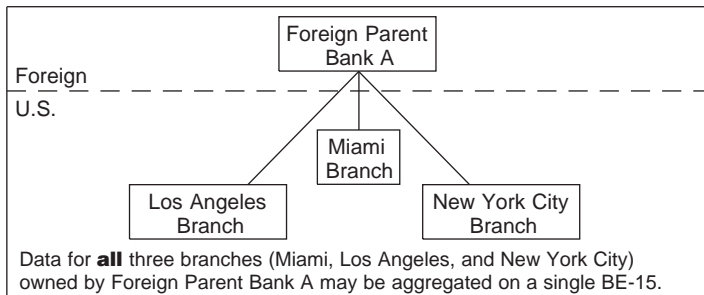 Foreign Parent
Bank A
Foreign
U.S.
Miami
Branch
Los Angeles
Branch
New York City
Branch
Data for all three branches (Miami, Los Angeles, and New York City)
owned by Foreign Parent Bank A may be aggregated on a single BE-15.